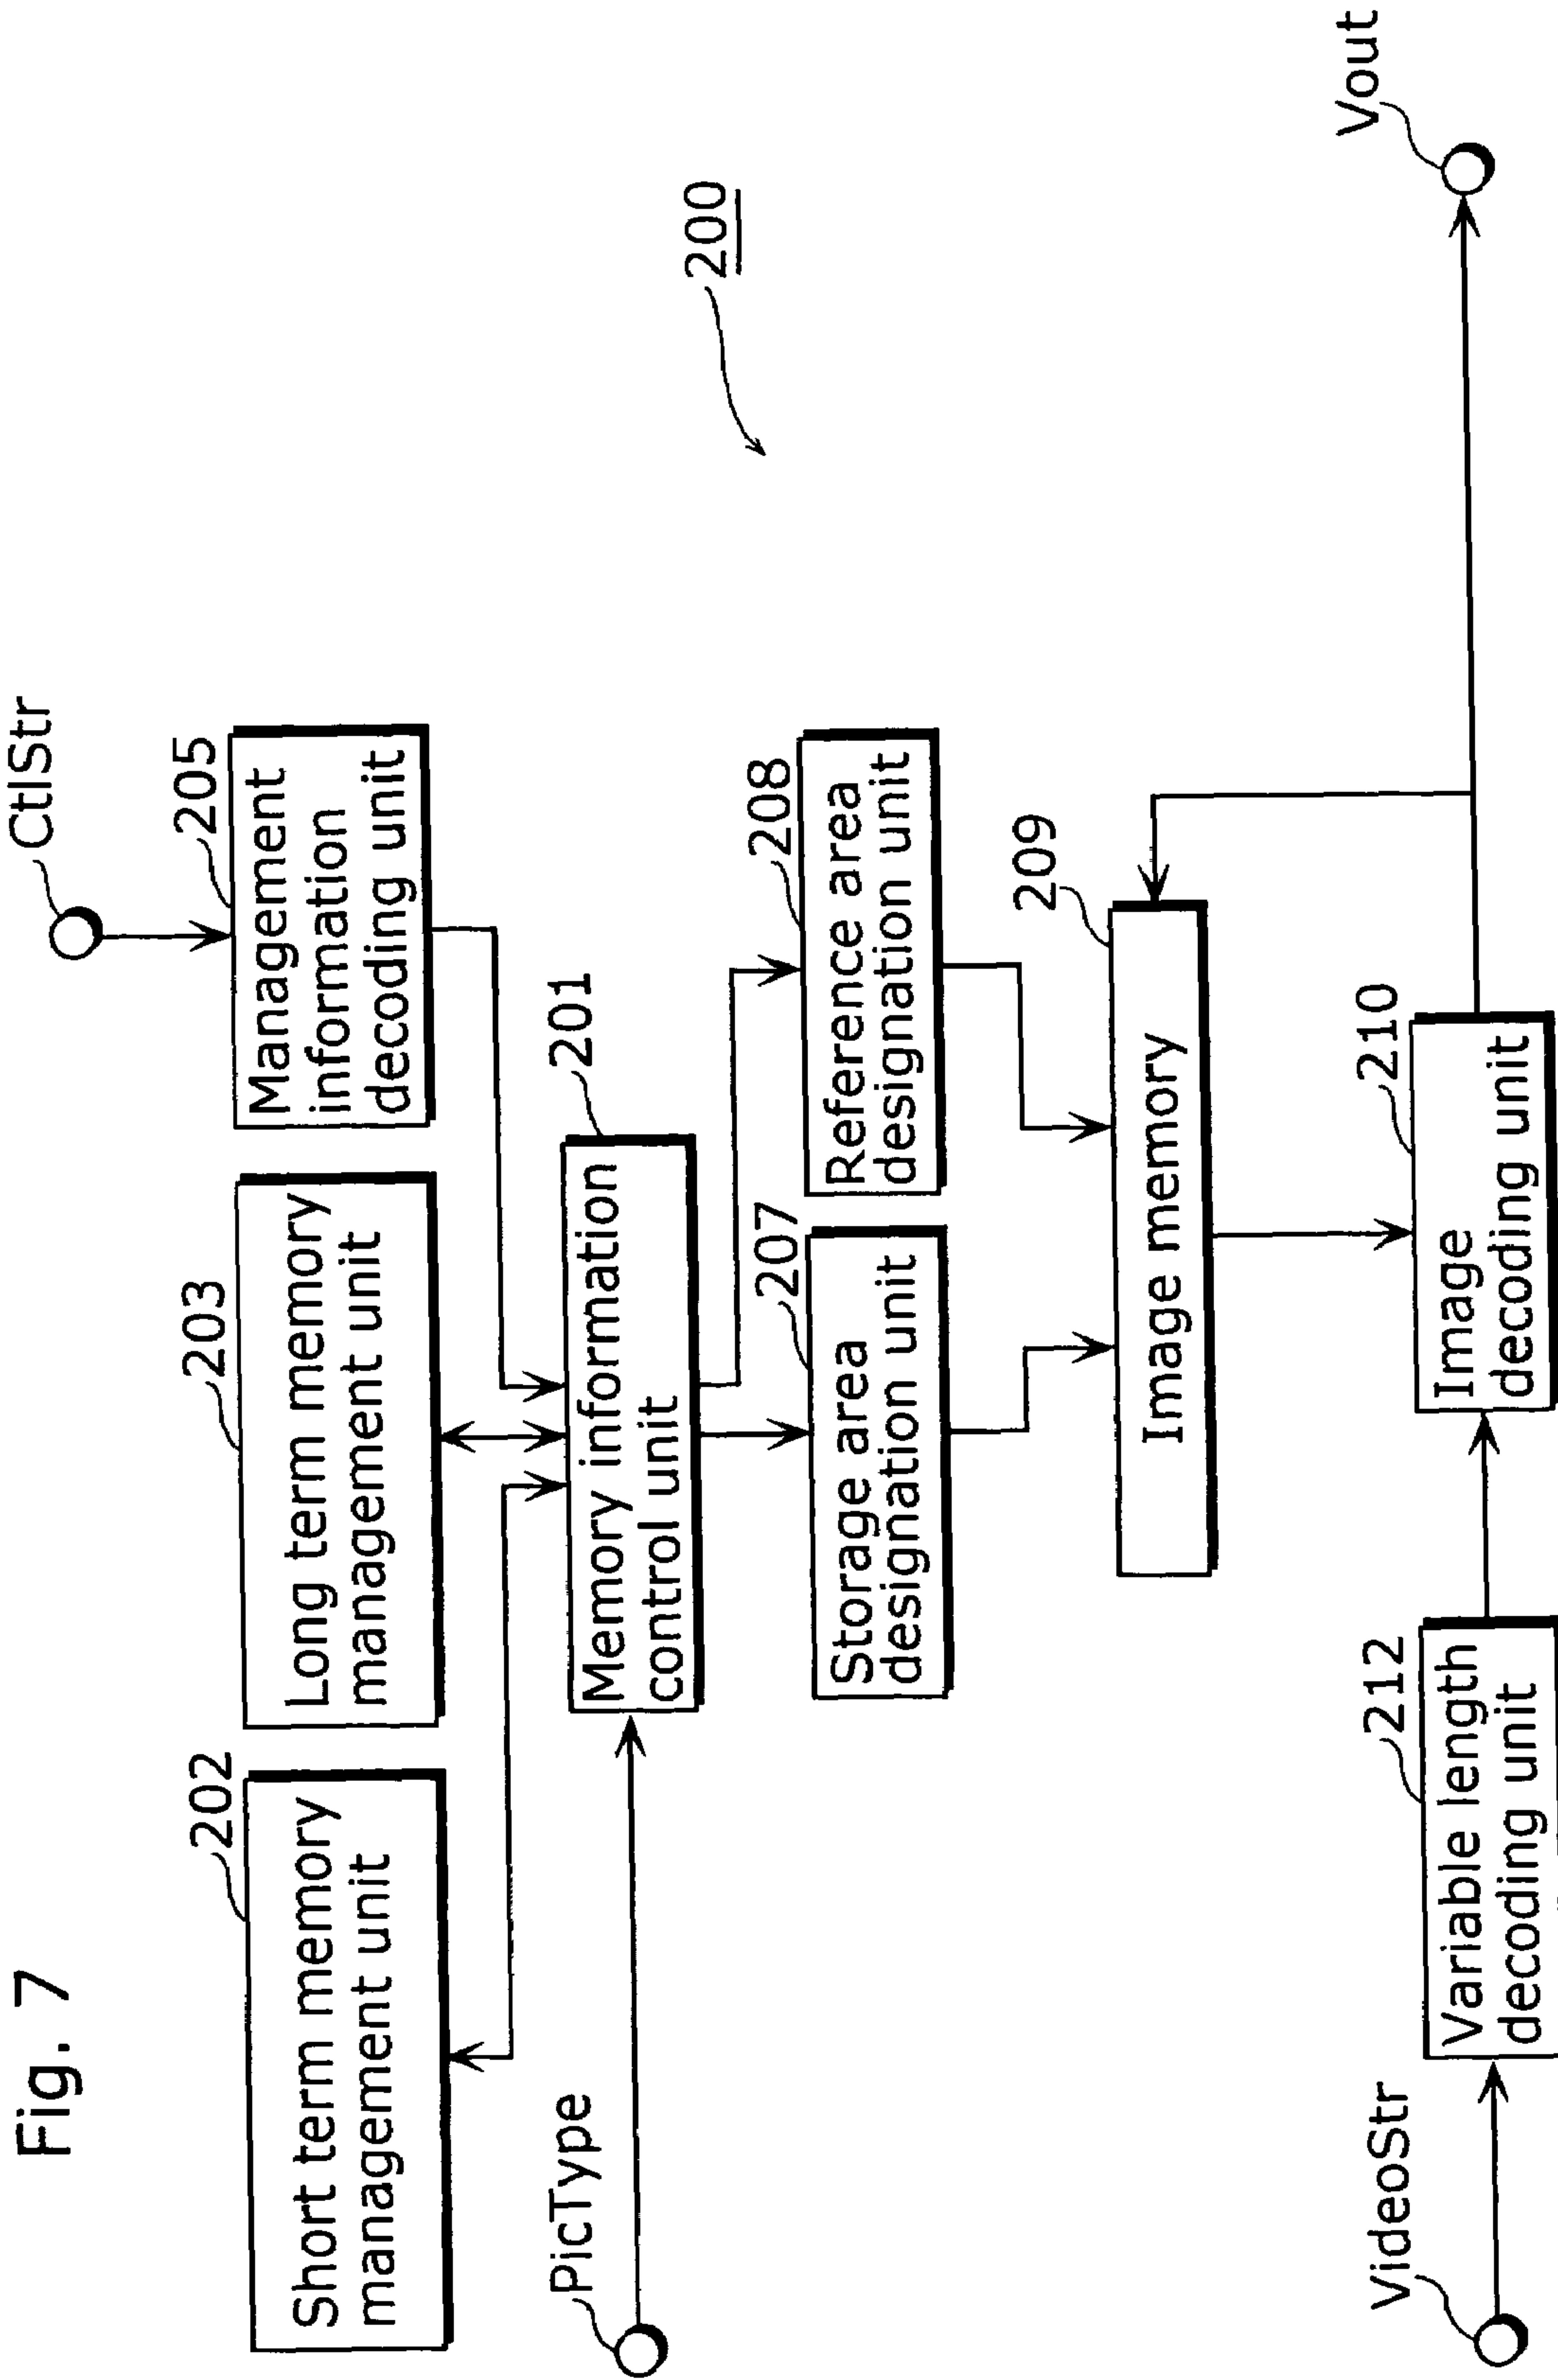 Fig. 7
CtlStr
202
Short term memory
management unit
203
Long term memory
management unit
205
Management
information
decoding unit
PicType
201
Memory information
control unit
200
207
Storage area
designation unit
208
Reference area
designation unit
209
Image memory
VideoStr
212
Variable length
decoding unit
210
Image
decoding unit
Vout